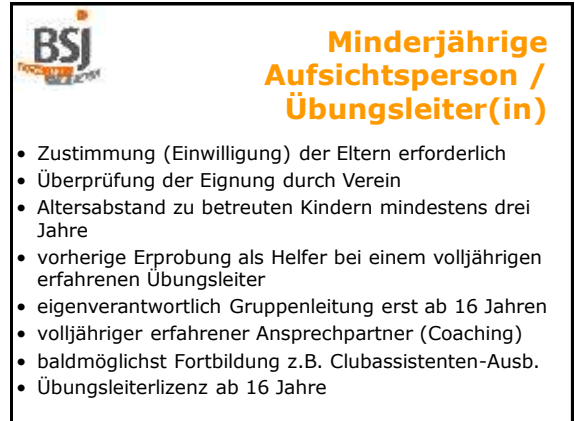 BSJ
Minderjährige
Aufsichtsperson /
Übungsleiter(in)
• Zustimmung (Einwilligung) der Eltern erforderlich
• Überprüfung der Eignung durch Verein
• Altersabstand zu betreuten Kindern mindestens drei
Jahre
• vorherige Erprobung als Helfer bei einem volljährigen
erfahrenen Übungsleiter
• eigenverantwortlich Gruppenleitung erst ab 16 Jahren
• volljähriger erfahrener Ansprechpartner (Coaching)
• baldmöglichst Fortbildung z.B. Clubassistenten-Ausb.
• Übungsleiterlizenz ab 16 Jahre